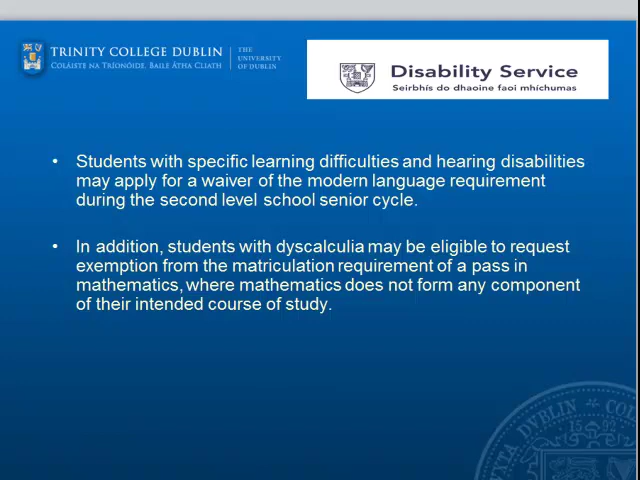 TRINITY COLLEGE DUBLIN
COLÁISTE NA TRÍONÓIDE, BAILE ÁTHA CLIATH
THE
UNIVERSITY
OF DUBLIN
Disability Service
Seirbhís do dhaoine faoi mhíchumas
• Students with specific learning difficulties and hearing disabilities
may apply for a waiver of the modern language requirement
during the second level school senior cycle.
• In addition, students with dyscalculia may be eligible to request
exemption from the matriculation requirement of a pass in
mathematics, where mathematics does not form any component
of their intended course of study.
DVBLIN
1592